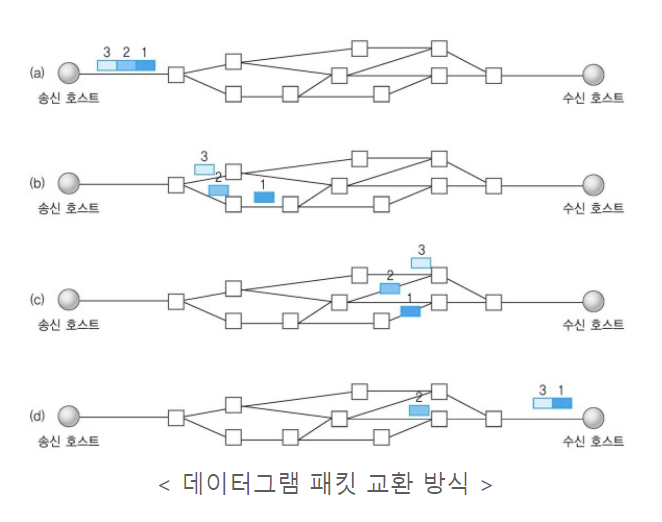 3 2 1
(a)
송신 호스트 수신 호스트
3
2 1
(b)
송신 호스트 수신 호스트
3
2
1
(c)
송신 호스트 수신 호스트
3 1
2
(d)
송신 호스트 수신 호스트
< 데이터그램 패킷 교환 방식 >